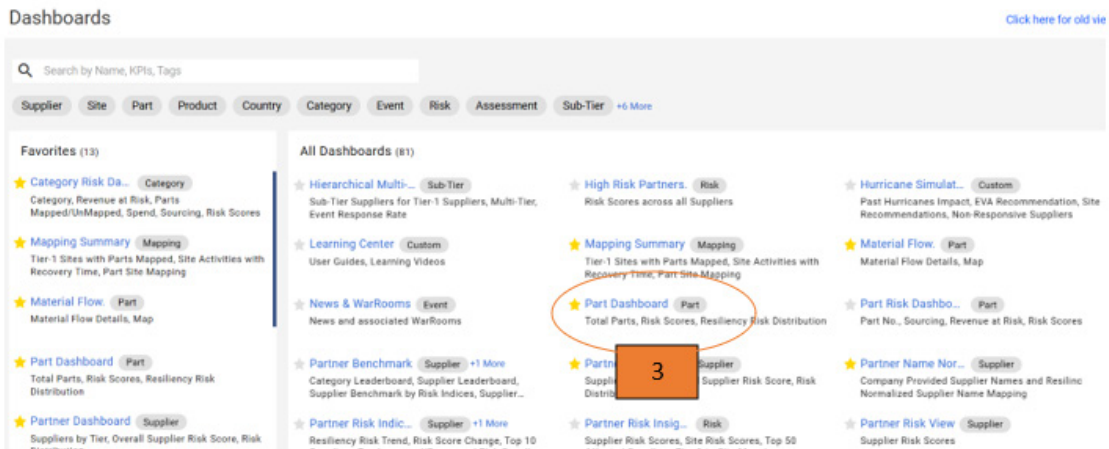 Dashboards
Click here for old vie
Search by Name, KPIs, Tags
Supplier Site Part Product Country Category Event Risk Assessment Sub-Tier +6 More
Favorites (13)
Category Risk Da... Category
Category, Revenue at Risk, Parts
Mapped/UnMapped, Spend, Sourcing, Risk Scores
Mapping Summary Mapping
Tier-1 Sites with Parts Mapped, Site Activities with
Recovery Time, Part Site Mapping
Material Flow. Part
Material Flow Details, Map
Part Dashboard Part
Total Parts, Risk Scores, Resiliency Risk
Distribution
Partner Dashboard Supplier
Suppliers by Tier, Overall Supplier Risk Score, Risk
All Dashboards (81)
Hierarchical Multi-... Sub-Tier
Sub-Tier Suppliers for Tier-1 Suppliers, Multi-Tier,
Event Response Rate
High Risk Partners. Risk
Risk Scores across all Suppliers
Hurricane Simulat... Custom
Past Hurricanes Impact, EVA Recommendation, Site
Recommendations, Non-Responsive Suppliers
Learning Center Custom
User Guides, Learning Videos
Mapping Summary Mapping
Tier-1 Sites with Parts Mapped, Site Activities with
Recovery Time, Part Site Mapping
Material Flow. Part
Material Flow Details, Map
News & WarRooms Event
News and associated WarRooms
Part Dashboard Part
Total Parts, Risk Scores, Resiliency Risk Distribution
Part Risk Dashbo... Part
Part No., Sourcing, Revenue at Risk, Risk Scores
Partner Benchmark Supplier +1 More
Category Leaderboard, Supplier Leaderboard,
Supplier Benchmark by Risk Indices, Supplier...
3
Supplier
Supplier Risk Score, Risk
Partner Name Nor... Supplier
Company Provided Supplier Names and Resilinc
Normalized Supplier Name Mapping
Partner Risk Indic... Supplier +1 More
Resiliency Risk Trend, Risk Score Change, Top 10
Partner Risk Insig... Risk
Supplier Risk Scores, Site Risk Scores, Top 50
Partner Risk View Supplier
Supplier Risk Scores